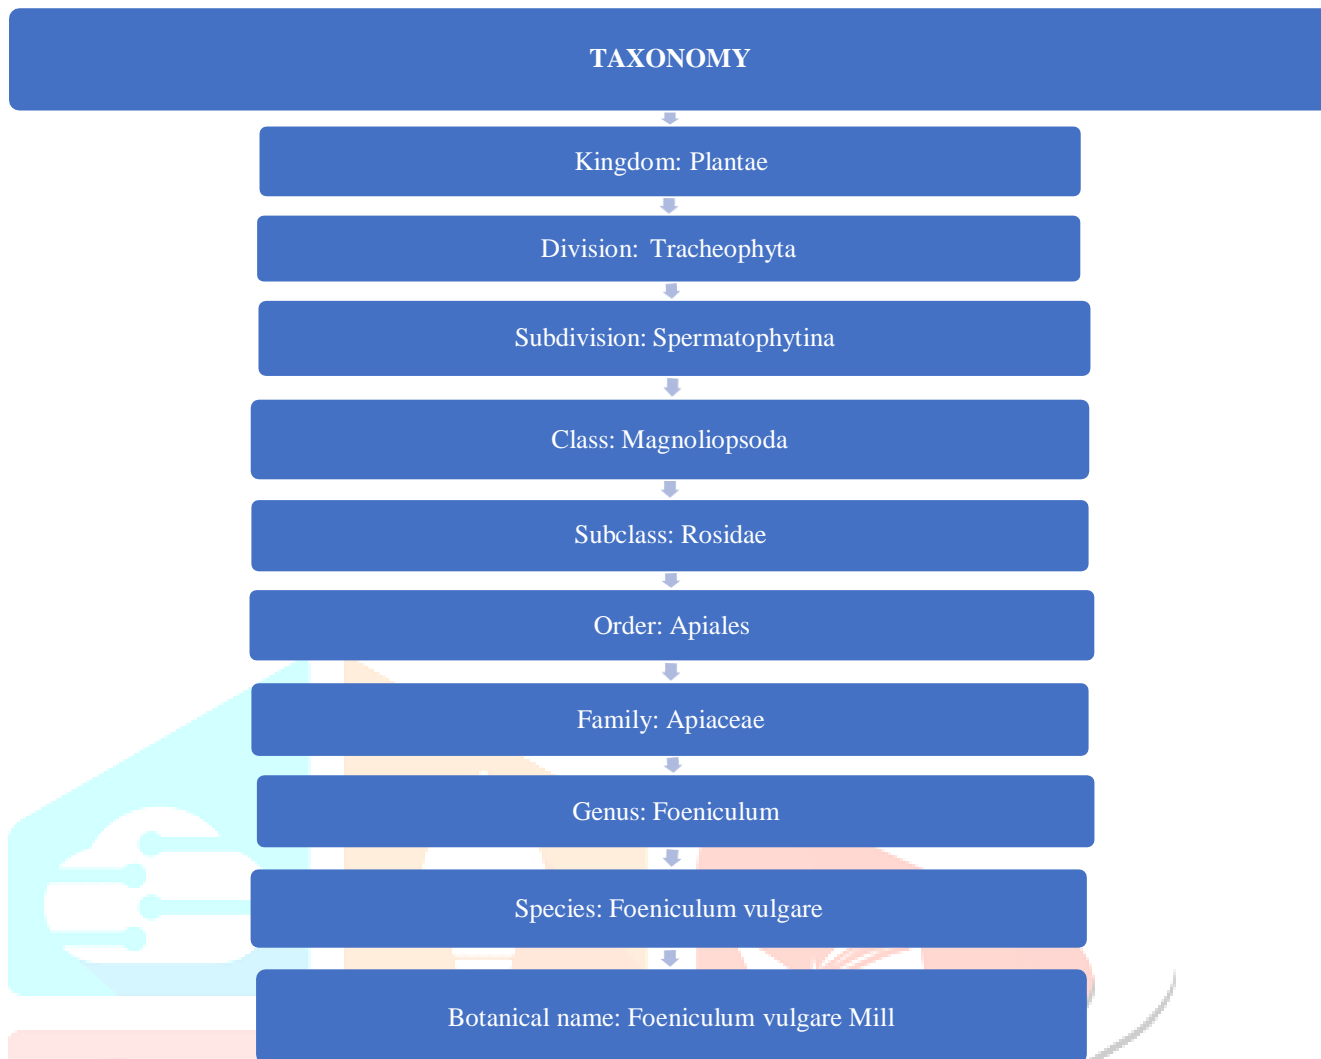 TAXONOMY
Kingdom: Plantae
Division: Tracheophyta
Subdivision: Spermatophytina
Class: Magnoliopsoda
Subclass: Rosidae
Order: Apiales
Family: Apiaceae
Genus: Foeniculum
Species: Foeniculum vulgare
Botanical name: Foeniculum vulgare Mill